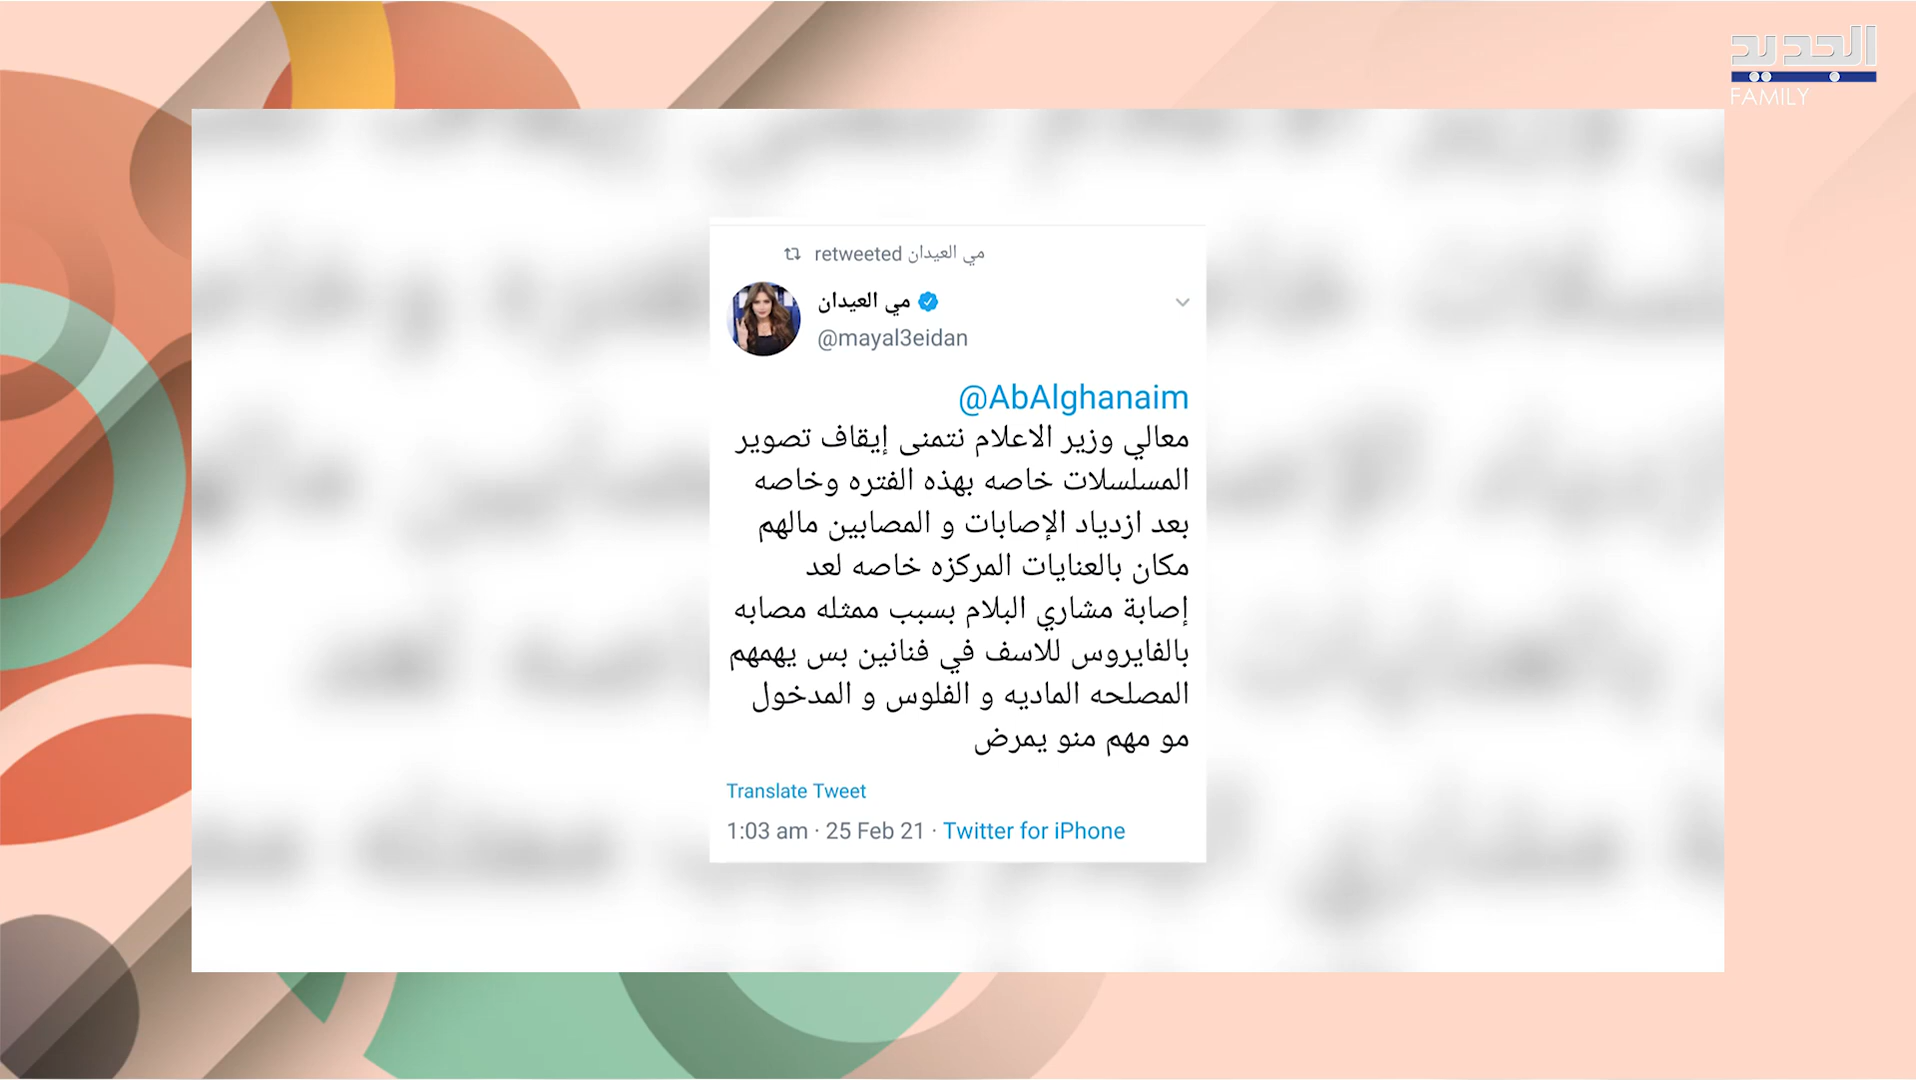 الجديد
FAMILY
مي العيدان retweeted
مي العيدان
@mayal3eidan
@AbAlghanaim
معالي وزير الاعلام نتمنى إيقاف تصوير
المسلسلات خاصه بهذه الفتره وخاصه
بعد ازدياد الإصابات و المصابين مالهم
مكان بالعنايات المركزه خاصه لعد
إصابة مشاري البلام بسبب ممثله مصابه
بالفايروس للاسف في فنانين بس يهمهم
المصلحه الماديه و الفلوس و المدخول
مو مهم منو يمرض
Translate Tweet
1:03 am · 25 Feb 21 · Twitter for iPhone